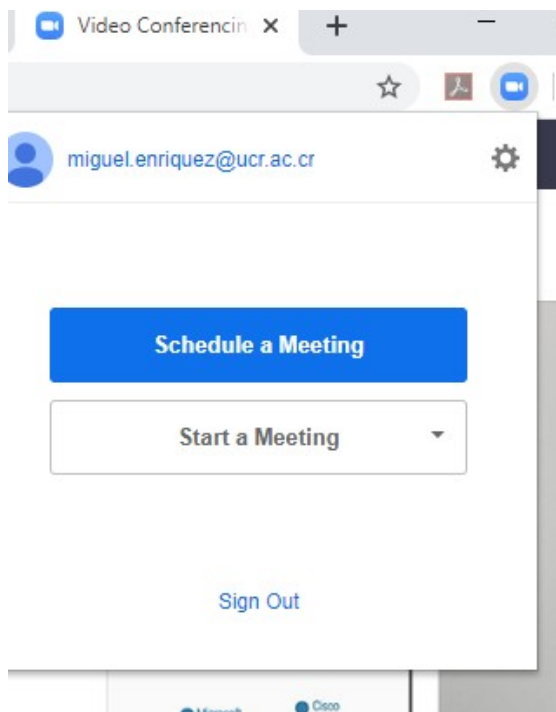 Video Conferencin
miguel.enriquez@ucr.ac.cr
Schedule a Meeting
Start a Meeting
Sign Out
Cisco